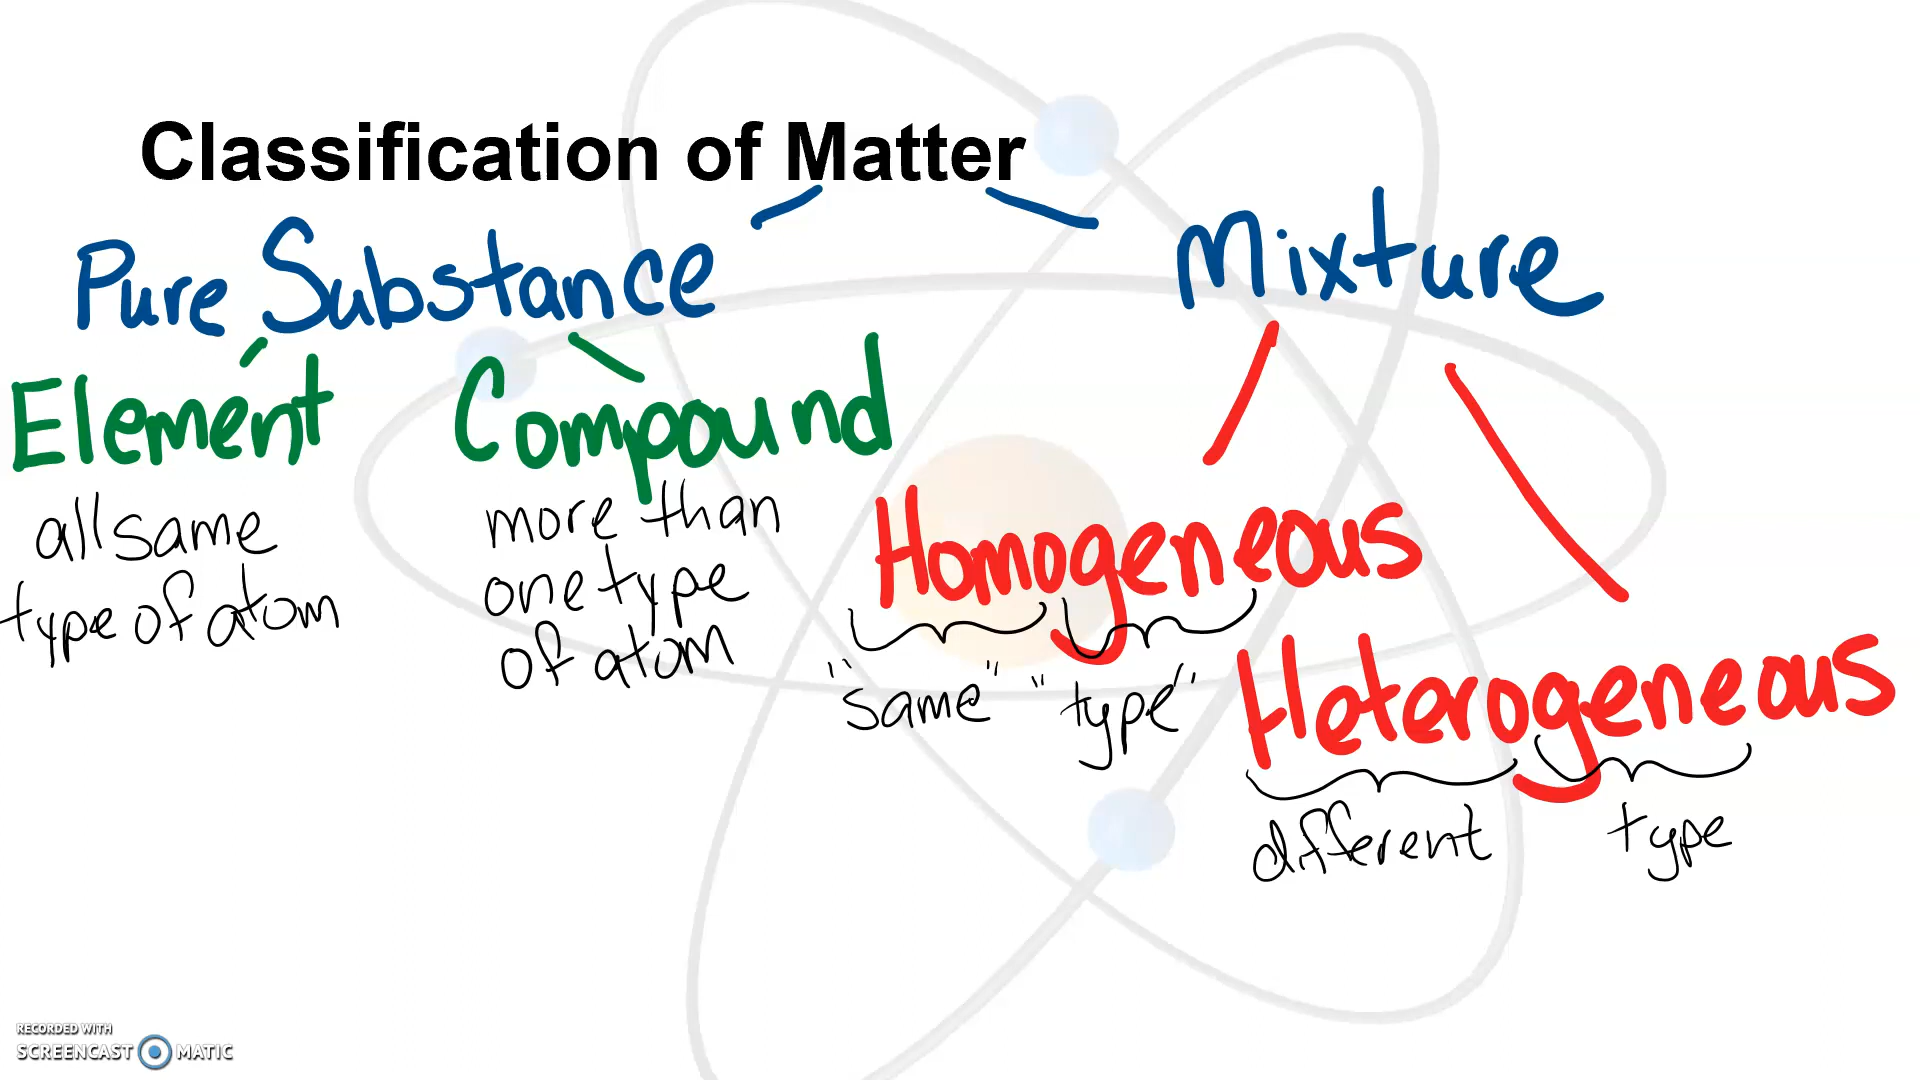 Classification of Matter
Pure Substance
Mixture
Element
Compound
all same
type of atom
more than
one type
of atom
Homogeneous
"same" "type"
Heterogeneous
different type
RECORDED WITH
SCREENCAST MATIC